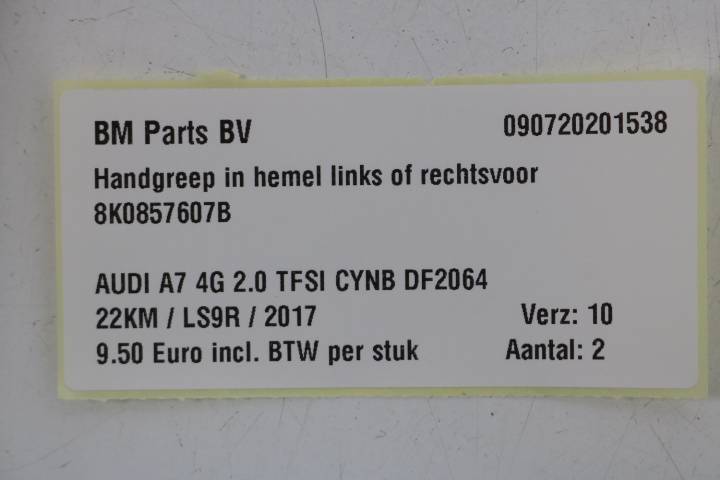 BM Parts BV 090720201538
Handgreep in hemel links of rechtsvoor
8K0857607B
AUDI A7 4G 2.0 TFSI CYNB DF2064
22KM / LS9R / 2017 Verz: 10
9.50 Euro incl. BTW per stuk Aantal: 2